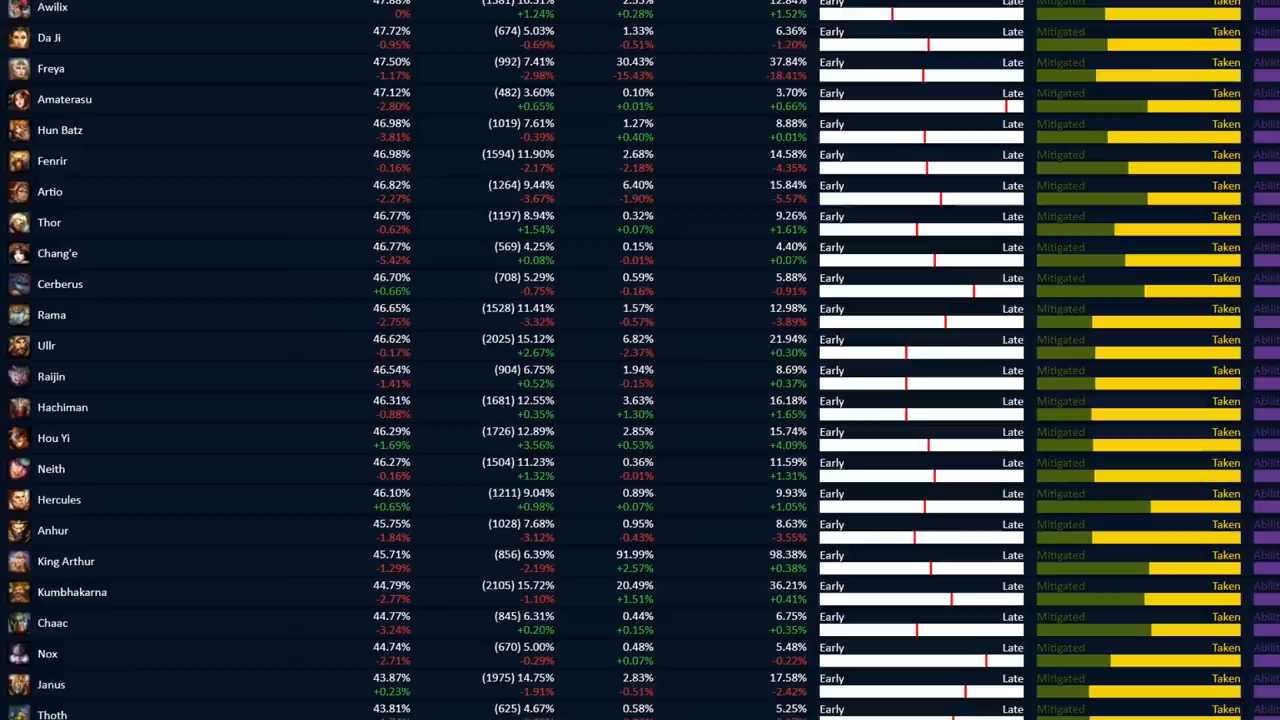 Awilix 0% +1.24% +0.28% +1.52% Early Late Mitigated Taken
47.72% (674) 5.03% 1.33% 6.36% Early Late Mitigated Taken
Da Ji
-0.95% -0.69% -0.51% -1.20%
47.50% (992) 7.41% 30.43% 37.84% Early Late Mitigated Taken
Freya
-1.17% -2.98% -15.43% -18.41%
47.12% (482) 3.60% 0.10% 3.70% Early Late Mitigated Taken
Amaterasu
-2.80% +0.65% +0.01% +0.66%
46.98% (1019) 7.61% 1.27% 8.88% Early Late Mitigated Taken
Hun Batz
-3.81% -0.39% +0.40% +0.01%
46.98% (1594) 11.90% 2.68% 14.58% Early Late Mitigated Taken
Fenrir
-0.16% -2.17% -2.18% -4.35%
46.82% (1264) 9.44% 6.40% 15.84% Early Late Mitigated Taken
Artio
-2.27% -3.67% -1.90% -5.57%
46.77% (1197) 8.94% 0.32% 9.26% Early Late Mitigated Taken
Thor
-0.62% +1.54% +0.07% +1.61%
46.77% (569) 4.25% 0.15% 4.40% Early Late Mitigated Taken
Chang'e
-5.42% +0.08% -0.01% +0.07%
46.70% (708) 5.29% 0.59% 5.88% Early Late Mitigated Taken
Cerberus
+0.66% -0.75% -0.16% -0.91%
46.65% (1528) 11.41% 1.57% 12.98% Early Late Mitigated Taken
Rama
-2.75% -3.32% -0.57% -3.89%
46.62% (2025) 15.12% 6.82% 21.94% Early Late Mitigated Taken
Ullr
-0.17% +2.67% -2.37% +0.30%
46.54% (904) 6.75% 1.94% 8.69% Early Late Mitigated Taken
Raijin
-1.41% +0.52% -0.15% +0.37%
46.31% (1681) 12.55% 3.63% 16.18% Early Late Mitigated Taken
Hachiman
-0.88% +0.35% +1.30% +1.65%
46.29% (1726) 12.89% 2.85% 15.74% Early Late Mitigated Taken
Hou Yi
+1.69% +3.56% +0.53% +4.09%
46.27% (1504) 11.23% 0.36% 11.59% Early Late Mitigated Taken
Neith
-0.16% +1.32% -0.01% +1.31%
46.10% (1211) 9.04% 0.89% 9.93% Early Late Mitigated Taken
Hercules
+0.65% +0.98% +0.07% +1.05%
45.75% (1028) 7.68% 0.95% 8.63% Early Late Mitigated Taken
Anhur
-1.84% -3.12% -0.43% -3.55%
45.71% (856) 6.39% 91.99% 98.38% Early Late Mitigated Taken
King Arthur
-1.29% -2.19% +2.57% +0.38%
44.79% (2105) 15.72% 20.49% 36.21% Early Late Mitigated Taken
Kumbhakarna
-2.77% -1.10% +1.51% +0.41%
44.77% (845) 6.31% 0.44% 6.75% Early Late Mitigated Taken
Chaac
-3.24% +0.20% +0.15% +0.35%
44.74% (670) 5.00% 0.48% 5.48% Early Late Mitigated Taken
Nox
-2.71% -0.29% +0.07% -0.22%
43.87% (1975) 14.75% 2.83% 17.58% Early Late Mitigated Taken
Janus
+0.23% -1.91% -0.51% -2.42%
43.81% (625) 4.67% 0.58% 5.25% Early Late Mitigated Taken
Thoth